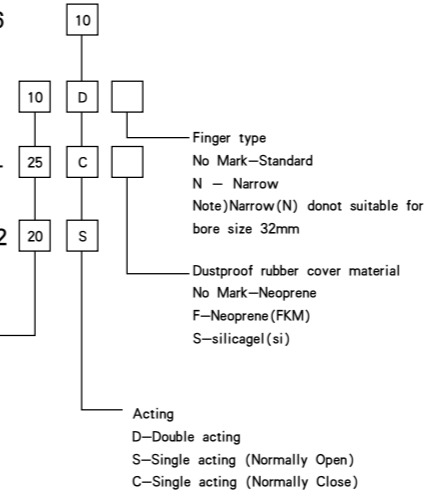 6 10
10 D
25 C
2 20 S
Finger type
No Mark—Standard
N — Narrow
Note)Narrow(N) donot suitable for
bore size 32mm
Dustproof rubber cover material
No Mark—Neoprene
F—Neoprene(FKM)
S—silicagel(si)
Acting
D—Double acting
S—Single acting (Normally Open)
C—Single acting (Normally Close)